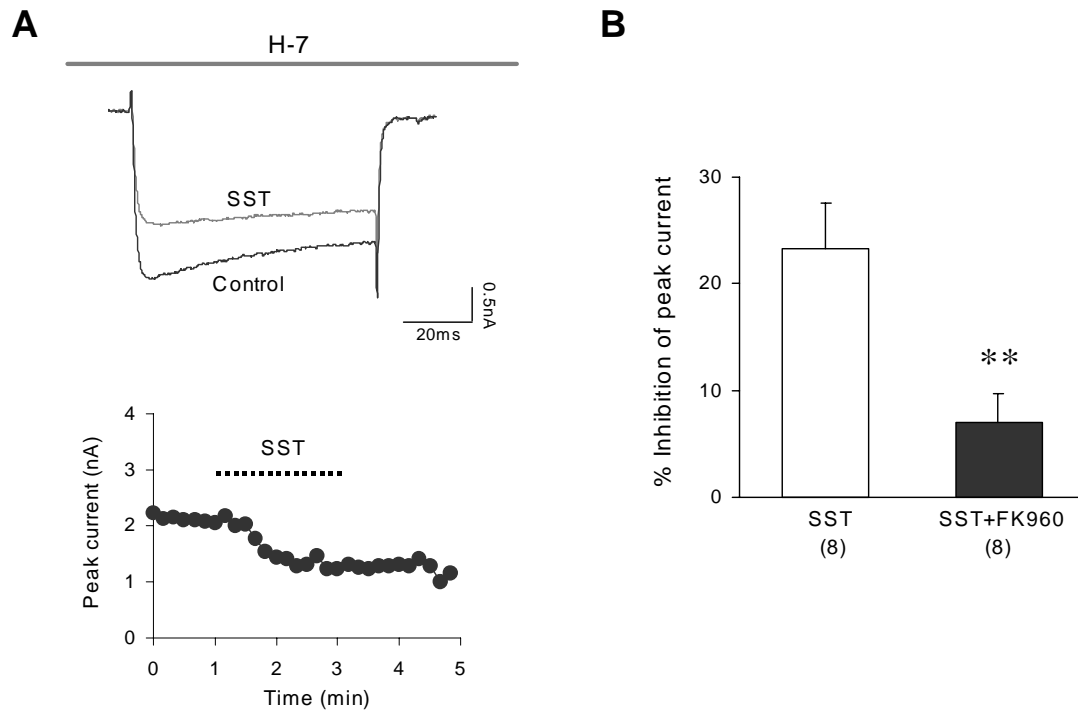 A
H-7
SST
Control
0.5nA
20ms
4
3
2
1
0
Peak current (nA)
SST
0 1 2 3 4 5
Time (min)
B
30
20
10
0
% Inhibition of peak current
**
SST SST+FK960
(8) (8)